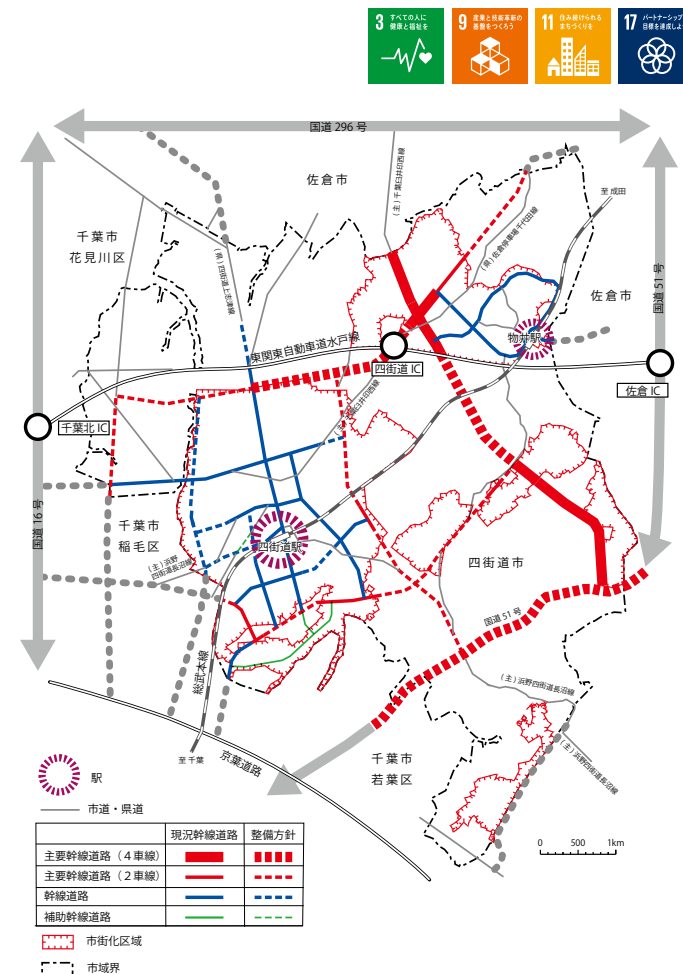 3 すべての人に
健康と福祉を
9 産業と技術革新の
基盤をつくろう
11 住み続けられる
まちづくりを
17 パートナーシップ
目標を達成しよ
国道 296 号
佐倉市
(主)千葉臼井印西線
至 成田
千葉市
花見川区
(県)佐倉停車場千代田線
(県)四街道上志津線
佐倉市
国道 51 号
物井駅
東関東自動車道水戸線
四街道 IC
佐倉 IC
千葉北 IC
(主)千葉臼井印西線
国道 16 号
千葉市
稲毛区
四街道駅
四街道市
(主)浜野
四街道長沼線
国道 51 号
総武本線
(主)浜野四街道長沼線
(主)浜野四街道長沼線
至 千葉
京葉道路
千葉市
若葉区
駅
市道・県道
0 500 1km
現況幹線道路 整備方針
主要幹線道路(4車線)
主要幹線道路(2車線)
幹線道路
補助幹線道路
市街化区域
市域界